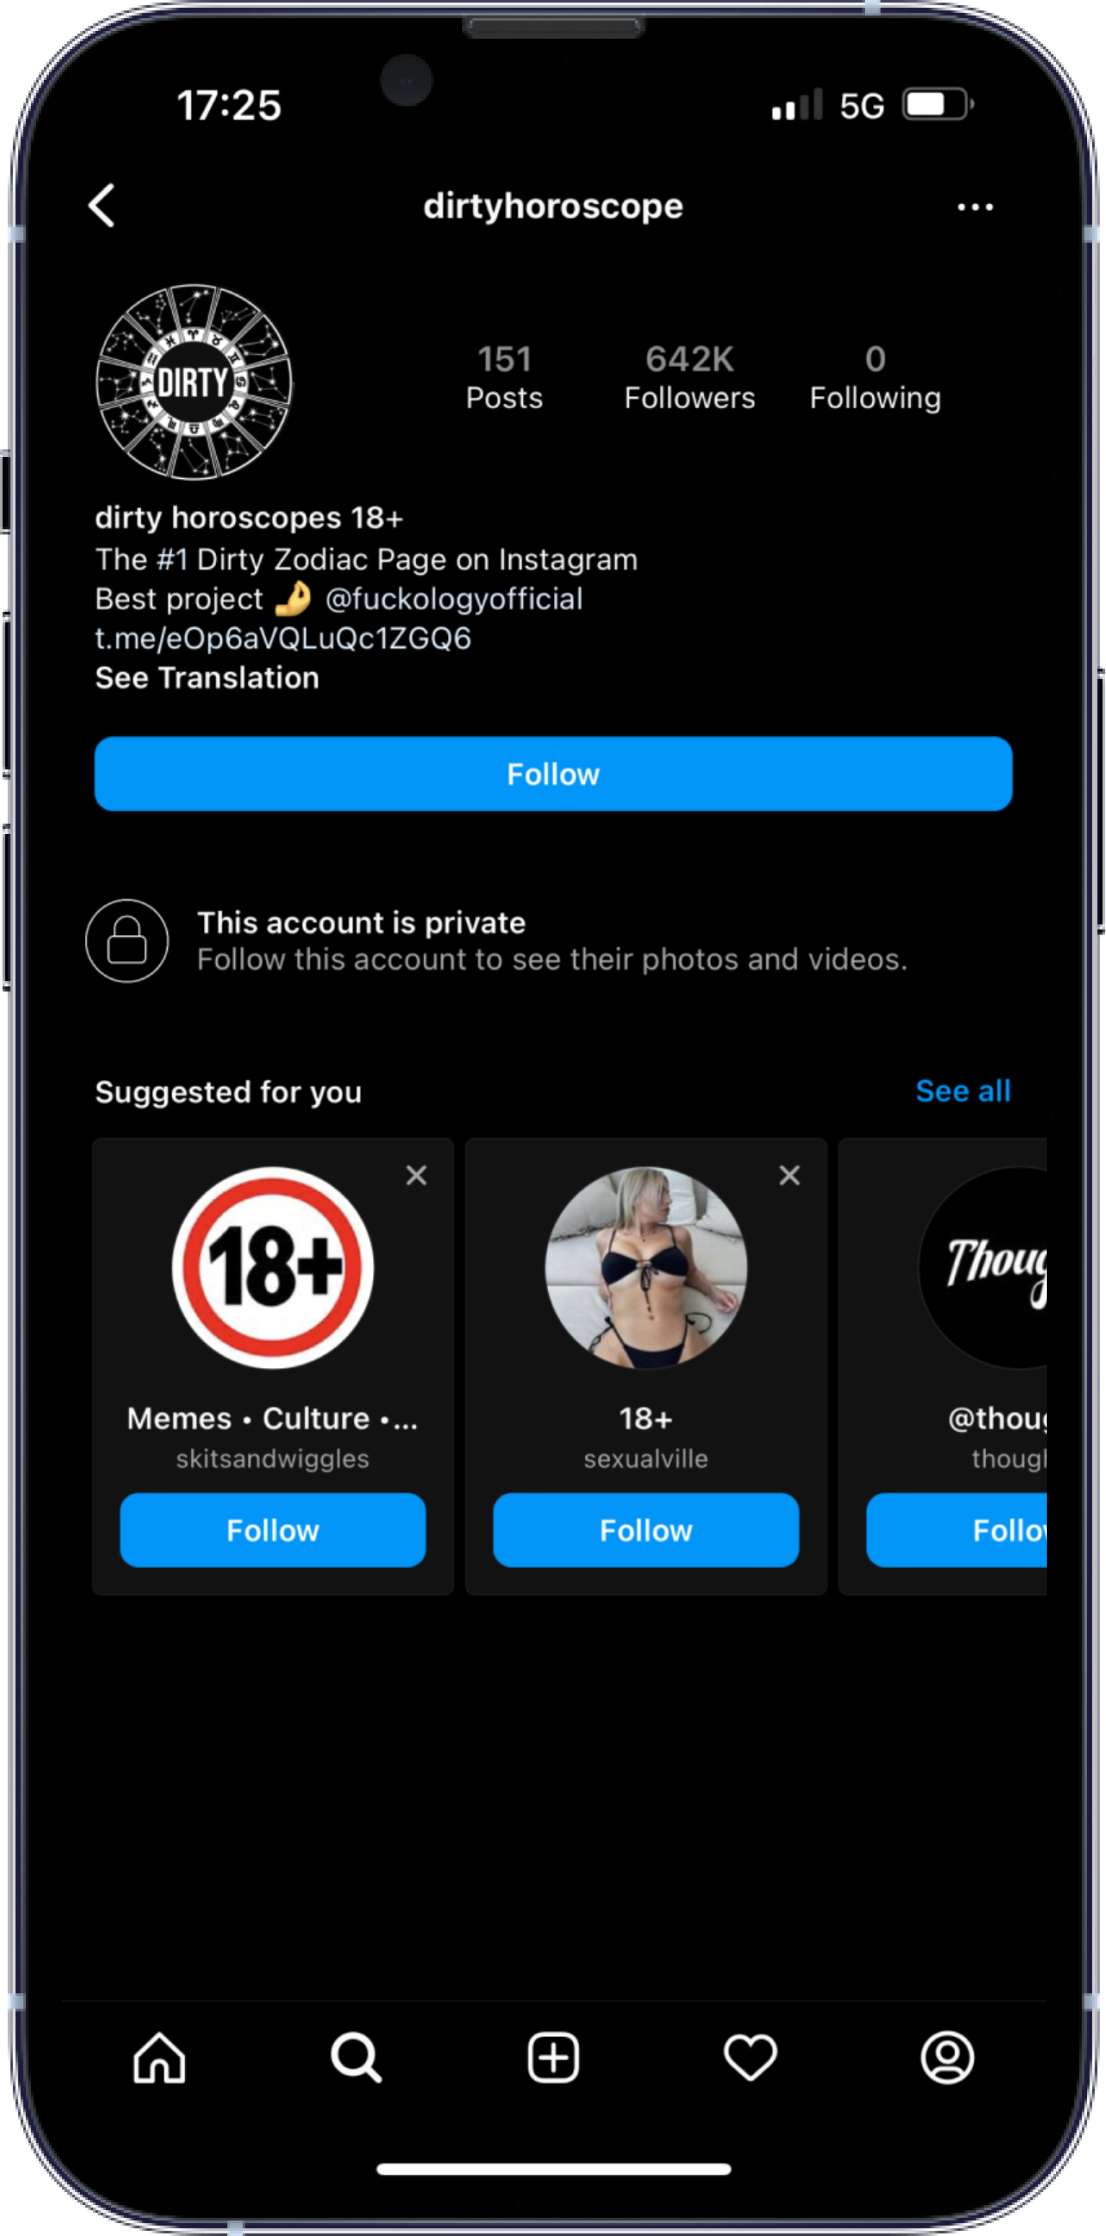 17:25 5G
dirtyhoroscope
DIRTY
151 642K 0
Posts Followers Following
dirty horoscopes 18+
The #1 Dirty Zodiac Page on Instagram
Best project 🤌 @fuckologyofficial
t.me/eOp6aVQLuQc1ZGQ6
See Translation
Follow
This account is private
Follow this account to see their photos and videos.
Suggested for you See all
18+
Memes • Culture •...
skitsandwiggles
Follow
18+
sexualville
Follow
Thoug
@thoug
though
Follow